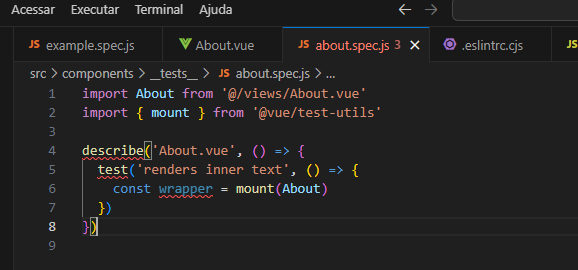 Acessar Executar Terminal Ajuda
JS example.spec.js About.vue JS about.spec.js 3 .eslintrc.cjs JS
src > components > __tests__ > JS about.spec.js > ...
1 import About from '@/views/About.vue'
2 import { mount } from '@vue/test-utils'
3
4 describe('About.vue', () => {
5 test('renders inner text', () => {
6 const wrapper = mount(About)
7 })
8 })
9